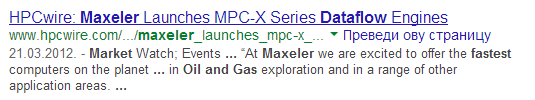 HPCwire: Maxeler Launches MPC-X Series Dataflow Engines
www.hpcwire.com/.../maxeler_launches_mpc-x_... ▼ Преведи ову страницу
21.03.2012. - Market Watch; Events ... “At Maxeler we are excited to offer the fastest
computers on the planet ... in Oil and Gas exploration and in a range of other
application areas. ...